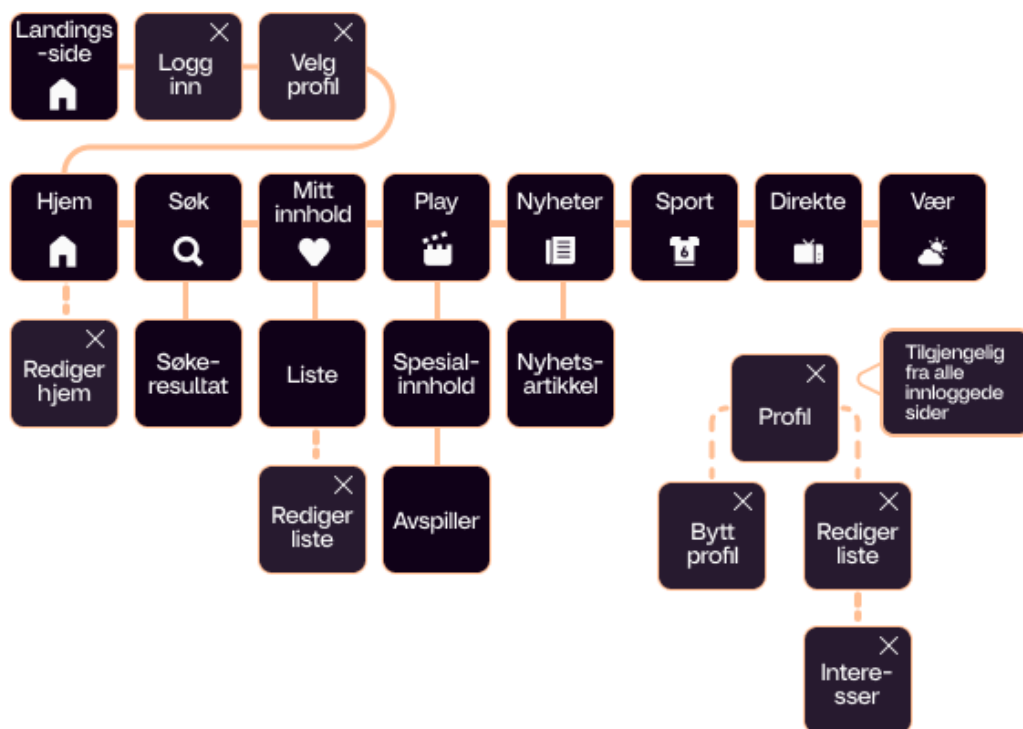 Landings
-side
Logg
inn
Velg
profil
Hjem
Søk
Mitt
innhold
Play
Nyheter
Sport
6
Direkte
Vær
Rediger
hjem
Søke-
resultat
Liste
Spesial-
innhold
Nyhets-
artikkel
Profil
Tilgjengelig
fra alle
innloggede
sider
Rediger
liste
Avspiller
Bytt
profil
Rediger
liste
Intere-
sser